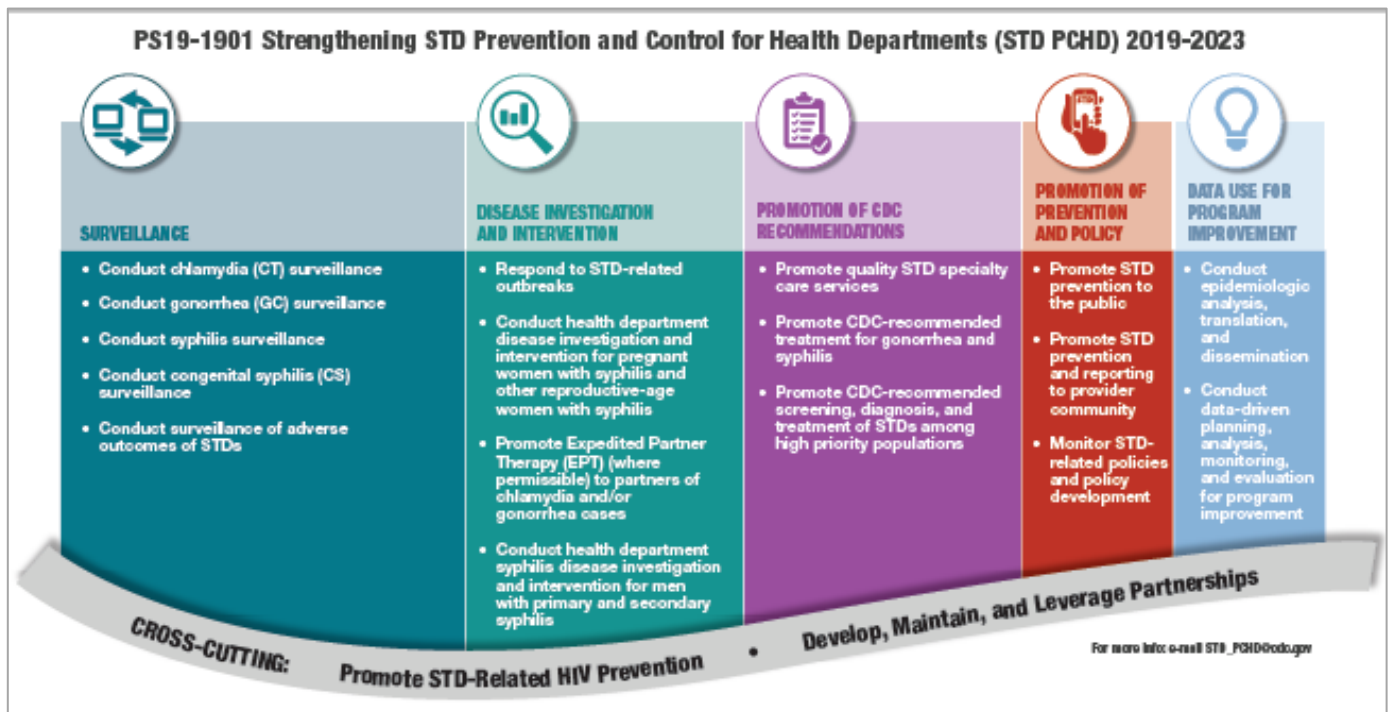 PS19-1901 Strengthening STD Prevention and Control for Health Departments (STD PCHD) 2019-2023
SURVEILLANCE
• Conduct chlamydia (CT) surveillance
• Conduct gonorrhea (GC) surveillance
• Conduct syphilis surveillance
• Conduct congenital syphilis (CS)
surveillance
• Conduct surveillance of adverse
outcomes of STDs
DISEASE INVESTIGATION
AND INTERVENTION
• Respond to STD-related
outbreaks
• Conduct health department
disease investigation and
intervention for pregnant
women with syphilis and
other reproductive-age
women with syphilis
• Promote Expedited Partner
Therapy (EPT) (where
permissible) to partners of
chlamydia and/or
gonorrhea cases
• Conduct health department
syphilis disease investigation
and intervention for men
with primary and secondary
syphilis
PROMOTION OF CDC
RECOMMENDATIONS
• Promote quality STD specialty
care services
• Promote CDC-recommended
treatment for gonorrhea and
syphilis
• Promote CDC-recommended
screening, diagnosis, and
treatment of STDs among
high priority populations
STD
PROMOTION OF
PREVENTION
AND POLICY
• Promote STD
prevention to
the public
• Promote STD
prevention
and reporting
to provider
community
• Monitor STD-
related policies
and policy
development
DATA USE FOR
PROGRAM
IMPROVEMENT
• Conduct
epidemiologic
analysis,
translation,
and
dissemination
• Conduct
data-driven
planning,
analysis,
monitoring,
and evaluation
for program
improvement
CROSS-CUTTING: Promote STD-Related HIV Prevention • Develop, Maintain, and Leverage Partnerships
For more info: e-mail STD_PCHD@cdc.gov